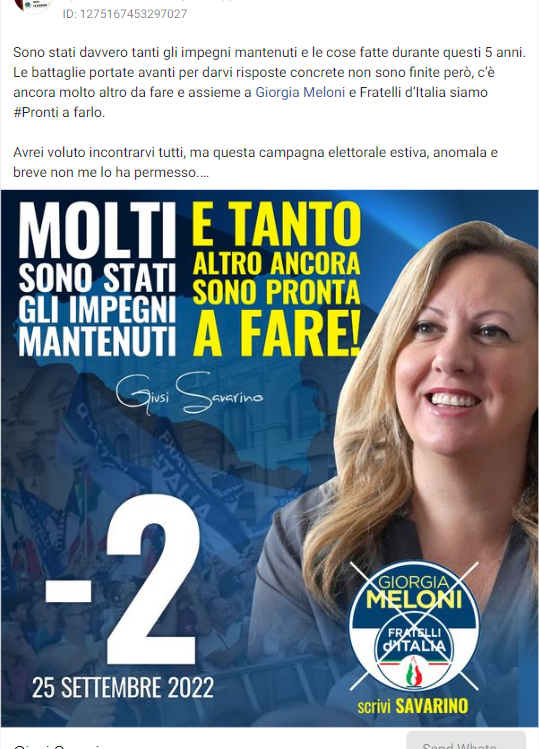 ID: 1275167453297027
Sono stati davvero tanti gli impegni mantenuti e le cose fatte durante questi 5 anni.
Le battaglie portate avanti per darvi risposte concrete non sono finite però, c'è
ancora molto altro da fare e assieme a Giorgia Meloni e Fratelli d'Italia siamo
#Pronti a farlo.
Avrei voluto incontrarvi tutti, ma questa campagna elettorale estiva, anomala e
breve non me lo ha permesso....
MOLTI
SONO STATI
GLI IMPEGNI
MANTENUTI
E TANTO
ALTRO ANCORA
SONO PRONTA
A FARE!
Giusi Savarino
-2
25 SETTEMBRE 2022
GIORGIA
MELONI
FRATELLI
d'ITALIA
scrivi SAVARINO